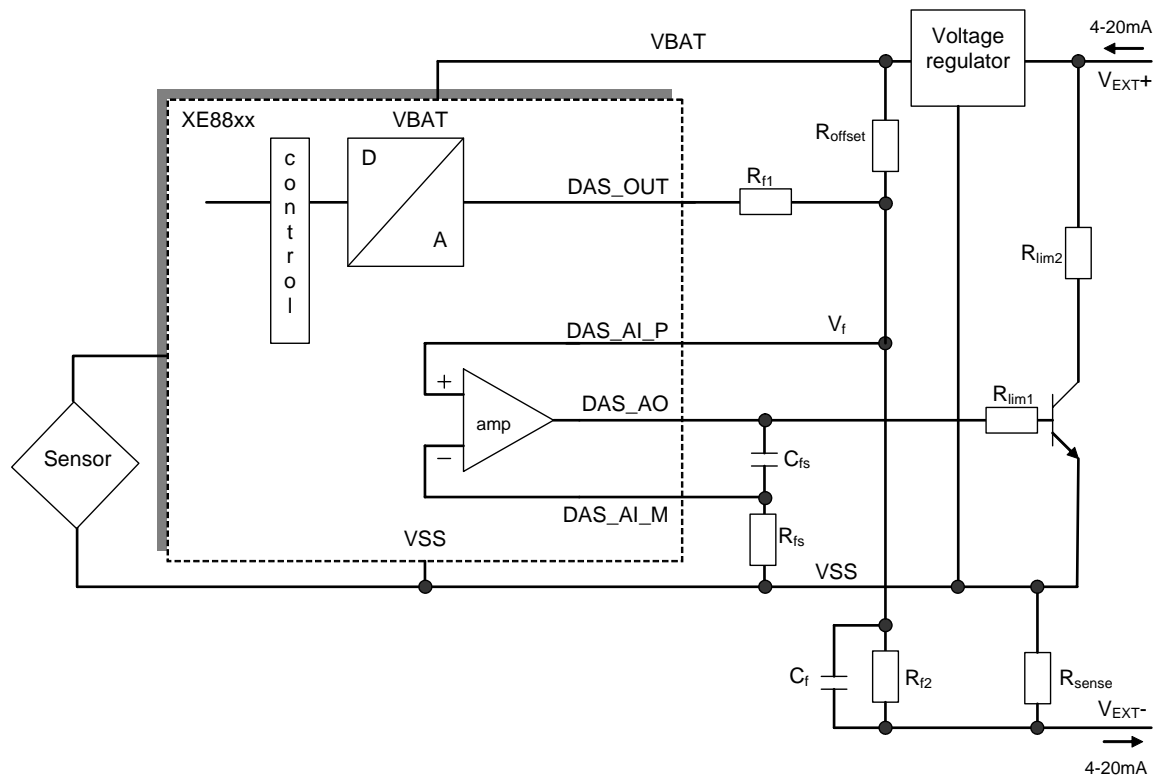 4-20mA
VBAT
Voltage
regulator
VEXT+
XE88xx
VBAT
Roffset
control
D
A
DAS_OUT
Rf1
Rlim2
DAS_AI_P
Vf
+
amp
−
DAS_AO
Rlim1
Sensor
Cfs
DAS_AI_M
Rfs
VSS
VSS
Cf
Rf2
Rsense
VEXT-
4-20mA